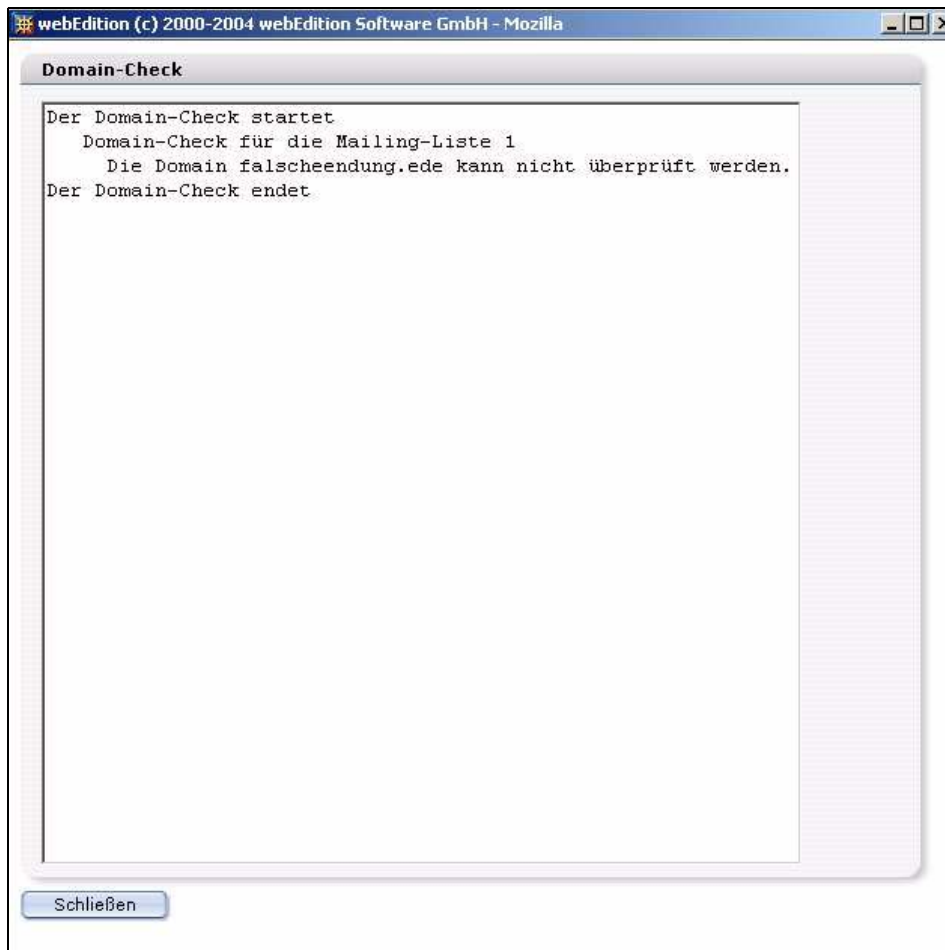 webEdition (c) 2000-2004 webEdition Software GmbH - Mozilla
Domain-Check
Der Domain-Check startet
Domain-Check für die Mailing-Liste 1
Die Domain falscheendung.ede kann nicht überprüft werden.
Der Domain-Check endet
Schließen